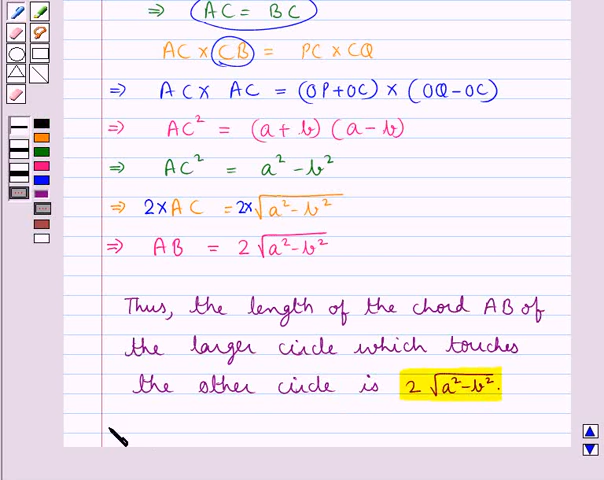 ⇒ AC = BC
AC × CB = PC × CQ
⇒ AC × AC = (OP+OC) × (OQ-OC)
⇒ AC² = (a + b) (a - b)
⇒ AC² = a² - b²
⇒ 2×AC = 2×√a² - b²
⇒ AB = 2√a² - b²
Thus, the length of the chord AB of
the larger circle which touches
the other circle is 2√a² - b².